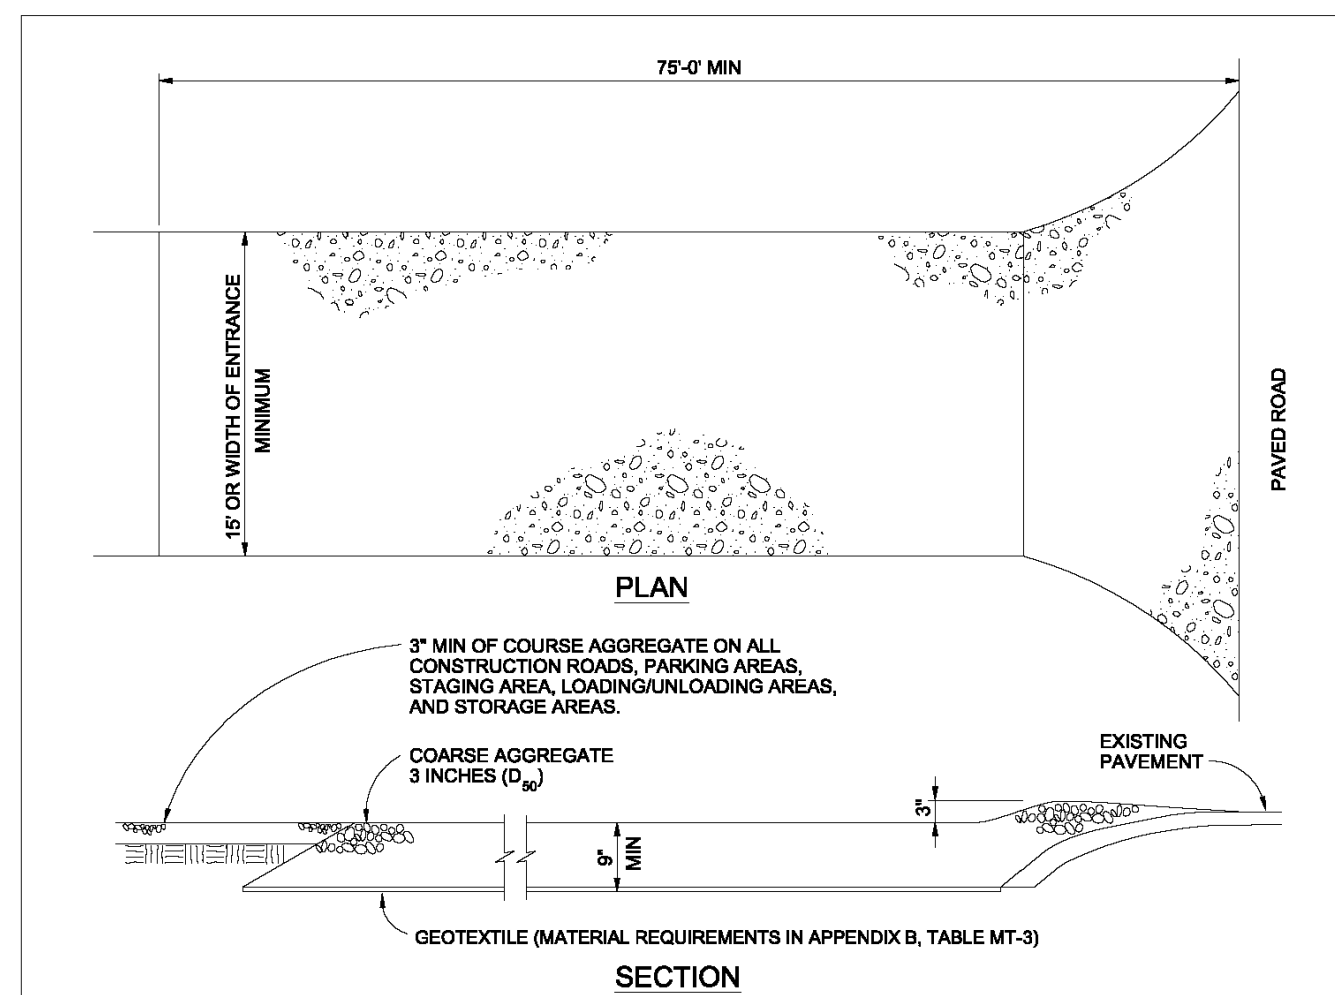 75'-0' MIN
15' OR WIDTH OF ENTRANCE
MINIMUM
PAVED ROAD
PLAN
3" MIN OF COURSE AGGREGATE ON ALL
CONSTRUCTION ROADS, PARKING AREAS,
STAGING AREA, LOADING/UNLOADING AREAS,
AND STORAGE AREAS.
COARSE AGGREGATE
3 INCHES (D50)
EXISTING
PAVEMENT
3"
9"
MIN
GEOTEXTILE (MATERIAL REQUIREMENTS IN APPENDIX B, TABLE MT-3)
SECTION